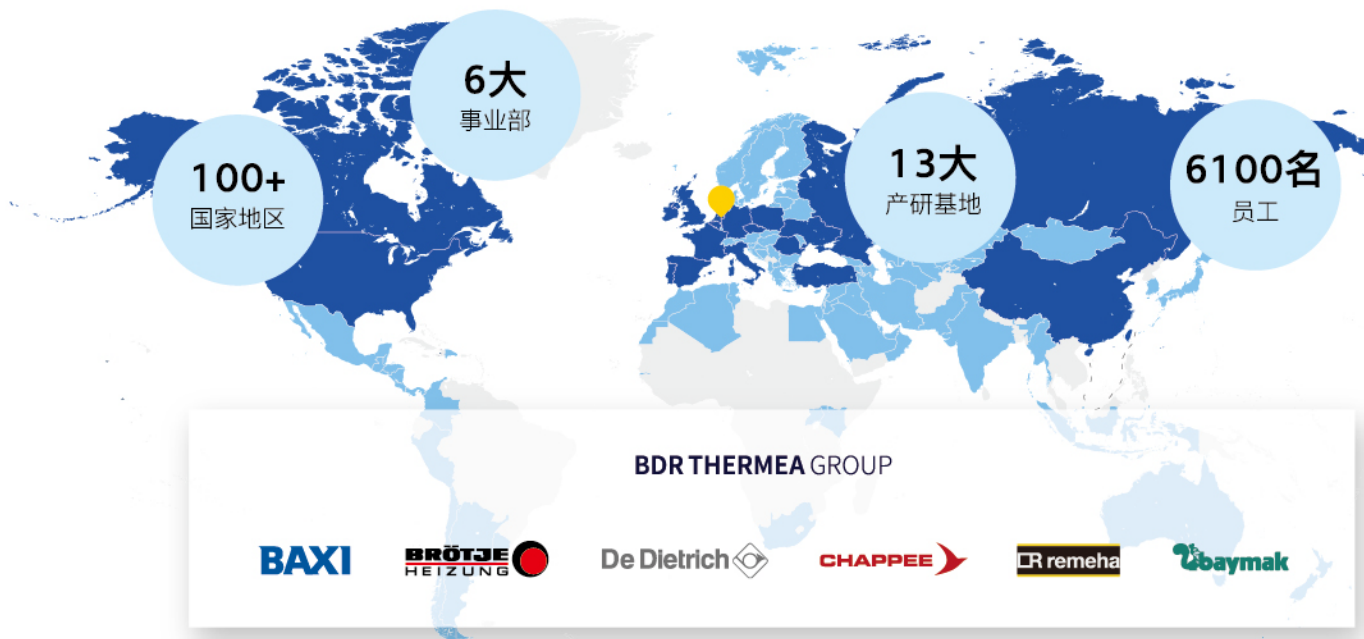 6大
事业部
100+
国家地区
13大
产研基地
6100名
员工
BDR THERMEA GROUP
BAXI
BRÖTJE
HEIZUNG
De Dietrich
CHAPPEE
remeha
baymak